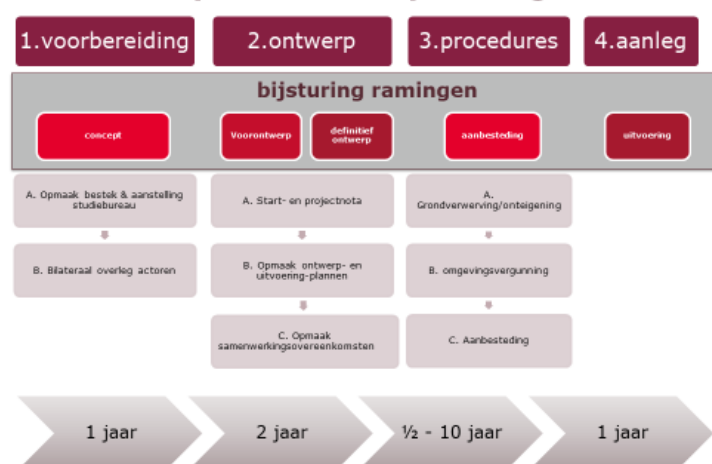 1.voorbereiding
2.ontwerp
3.procedures
4.aanleg
bijsturing ramingen
concept
Voorontwerp
definitief
ontwerp
aanbesteding
uitvoering
A. Opmaak bestek & aanstelling
studiebureau
B. Bilateraal overleg actoren
A. Start- en projectnota
B. Opmaak ontwerp- en
uitvoering-plannen
C. Opmaak
samenwerkingsovereenkomsten
A.
Grondverwerving/onteigening
B. omgevingsvergunning
C. Aanbesteding
1 jaar
2 jaar
½ - 10 jaar
1 jaar